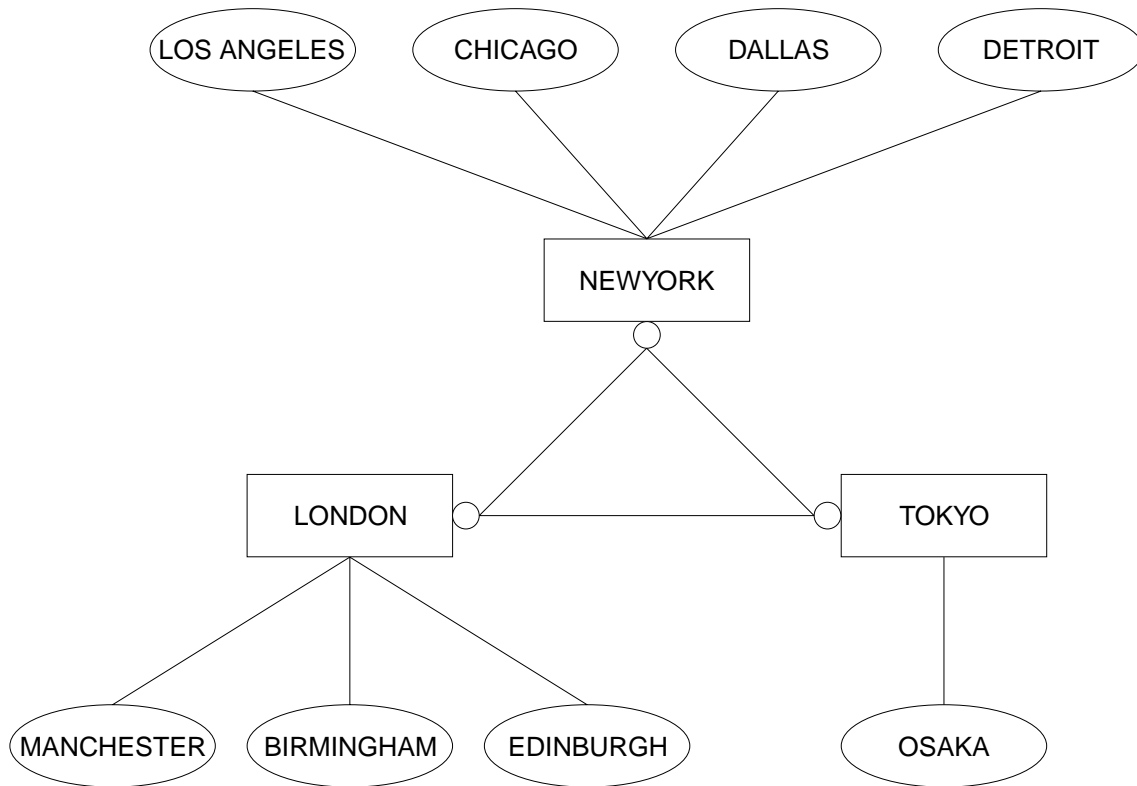 LOS ANGELES
CHICAGO
DALLAS
DETROIT
NEWYORK
LONDON
TOKYO
MANCHESTER
BIRMINGHAM
EDINBURGH
OSAKA